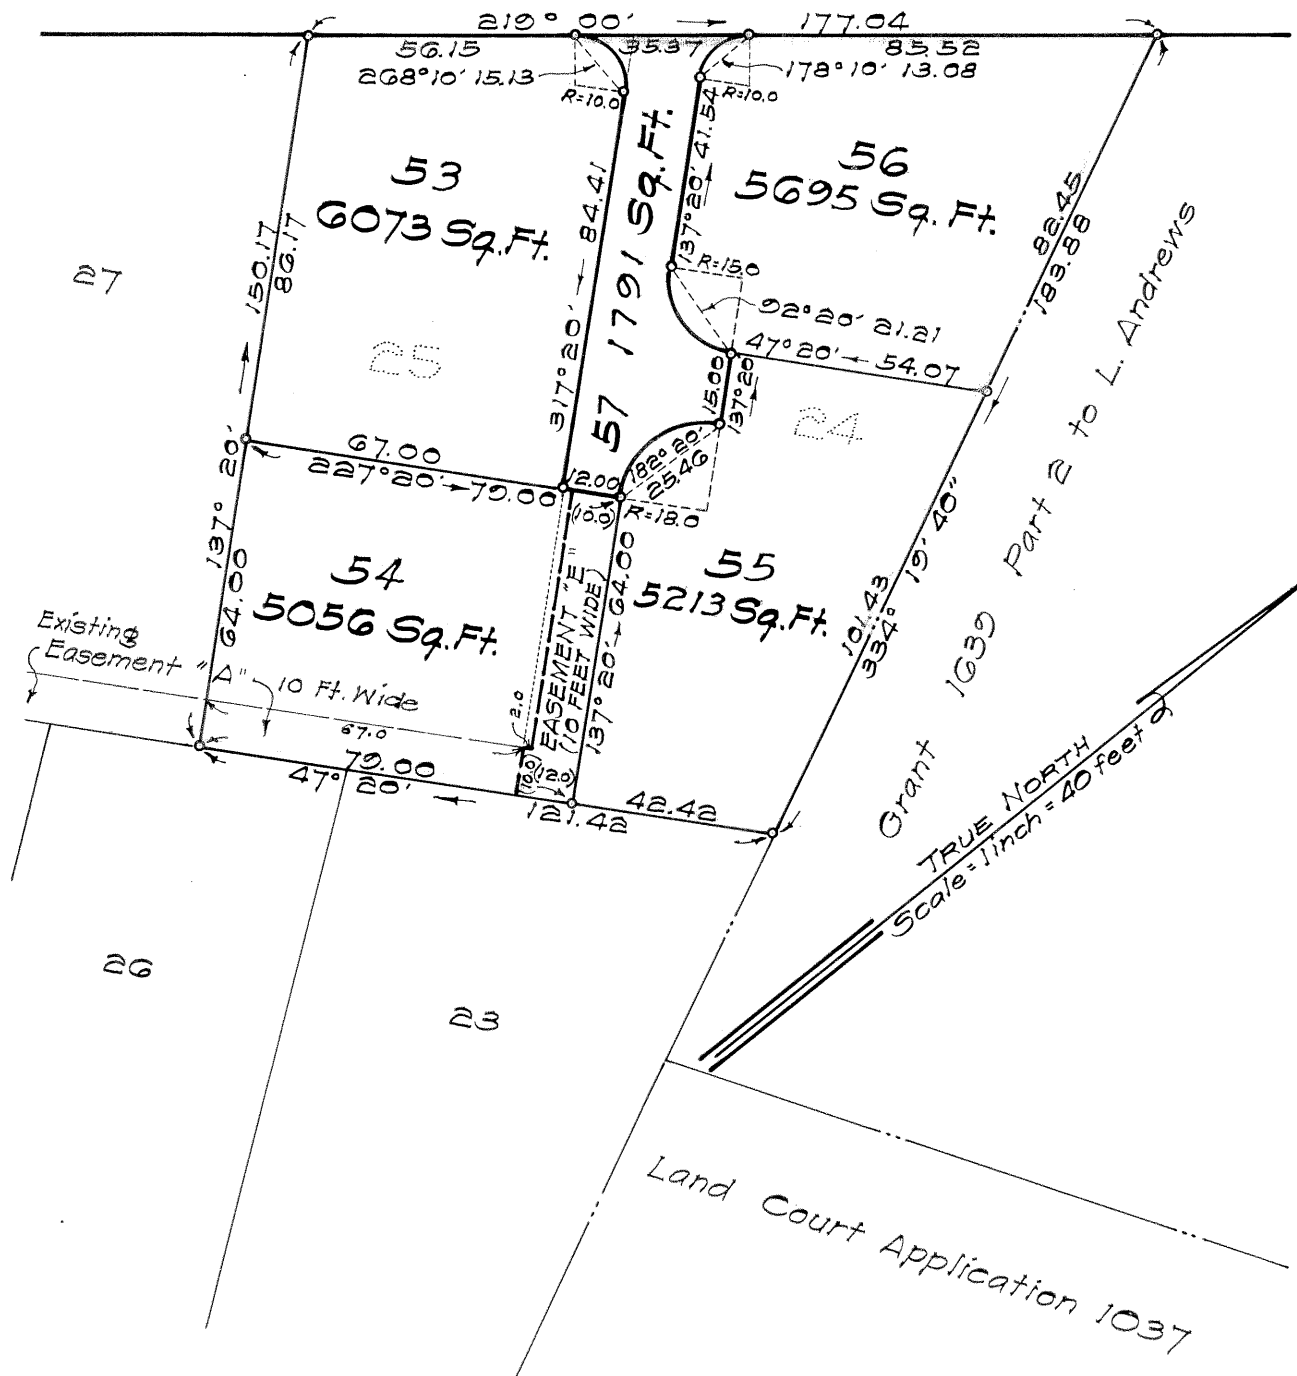 219° 00' 177.04
56.15 35.37 85.52
268°10' 15.13
178°10' 13.08
R=10.0
R=10.0
53
6073 Sq.Ft.
56
5695 Sq. Ft.
150.17
86.17
317°20' 84.41
57 1791 Sq.Ft.
137°20' 41.54
R=15.0
92°20' 21.21
47°20' 54.07
82.45
183.88
27
25
24
15.00
137°20'
182°20'
25.46
R=18.0
67.00
227°20' 79.00
12.00
(10.0)
137° 20'
64.00
54
5056 Sq.Ft.
55
5213 Sq.Ft.
EASEMENT "E"
(10 FEET WIDE)
137°20' 64.00
101.43
334° 19' 40"
Grant 1639 Part 2 to L. Andrews
Existing
Easement "A" 10 Ft. Wide
67.0
2.0
(10.0)
(12.0)
79.00
47° 20'
121.42
42.42
TRUE NORTH
Scale = 1 inch = 40 feet
26
23
Land Court Application 1037